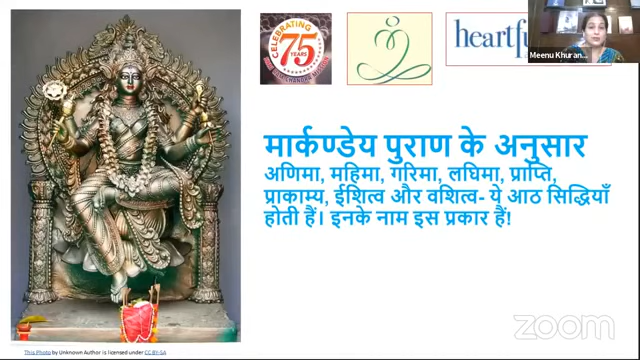 CELEBRATING
75
YEARS
heartfu
Meenu Khuran...
मार्कण्डेय पुराण के अनुसार
अणिमा, महिमा, गरिमा, लघिमा, प्राप्ति,
प्राकाम्य, ईशित्व और वशित्व- ये आठ सिद्धियाँ
होती हैं। इनके नाम इस प्रकार हैं!
zoom
This Photo by Unknown Author is licensed under CC BY-SA